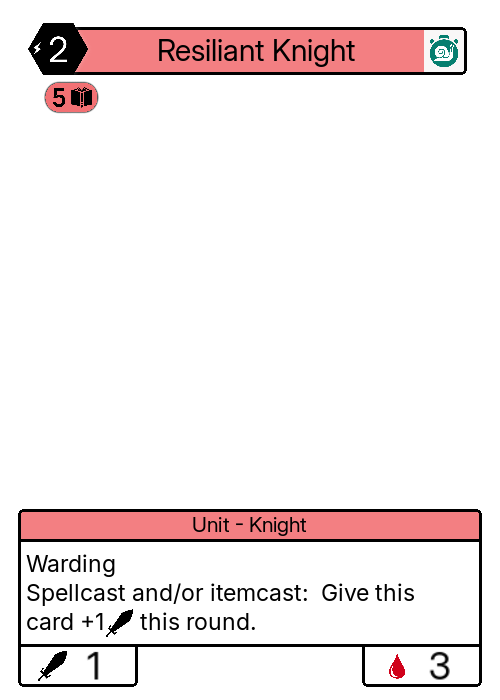 2 Resiliant Knight
5
Unit - Knight
Warding
Spellcast and/or itemcast: Give this
card +1 this round.
1 3